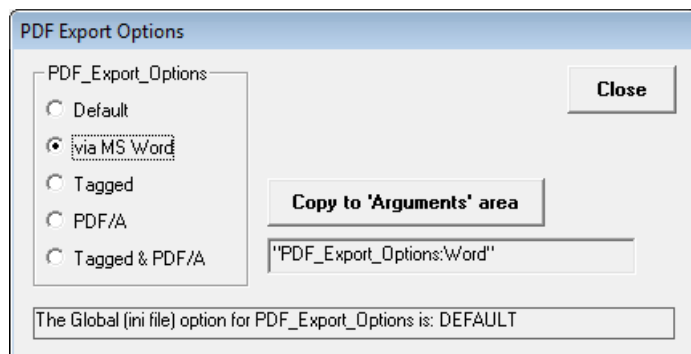 PDF Export Options
PDF_Export_Options
Default
via MS Word
Tagged
PDF/A
Tagged & PDF/A
Close
Copy to 'Arguments' area
"PDF_Export_Options:Word"
The Global (ini file) option for PDF_Export_Options is: DEFAULT